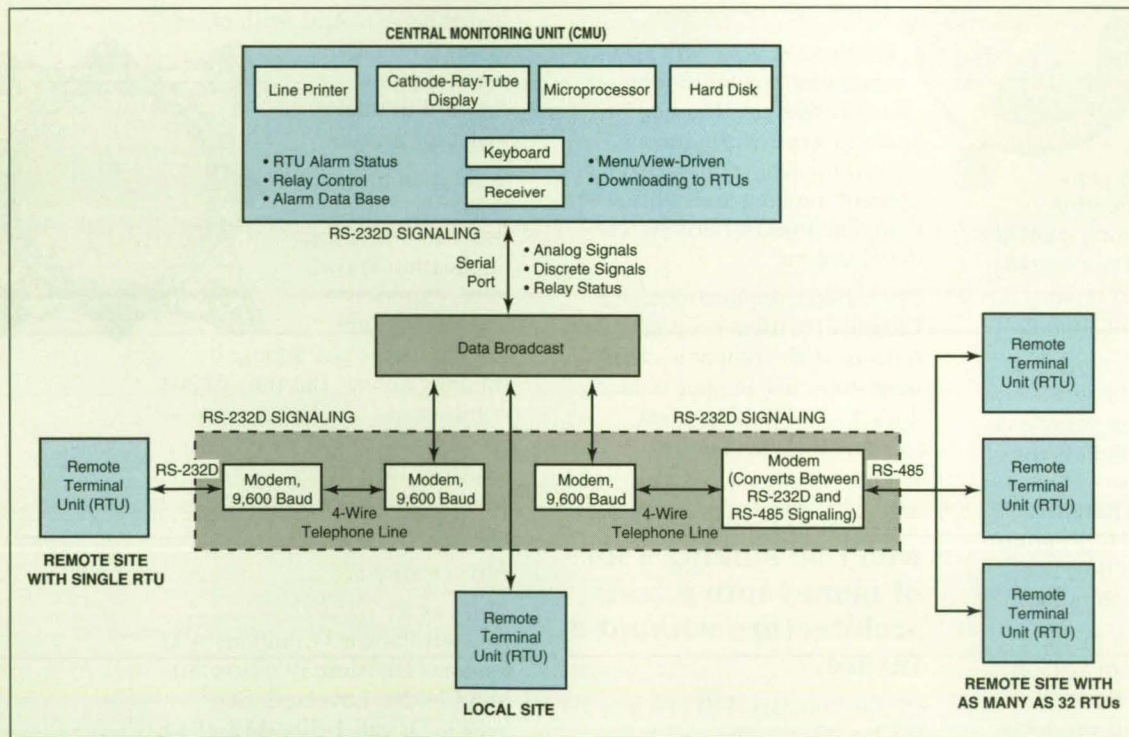 CENTRAL MONITORING UNIT (CMU)
Line Printer
Cathode-Ray-Tube
Display
Microprocessor
Hard Disk
• RTU Alarm Status
• Relay Control
• Alarm Data Base
Keyboard
Receiver
• Menu/View-Driven
• Downloading to RTUs
RS-232D SIGNALING
Serial
Port
• Analog Signals
• Discrete Signals
• Relay Status
Data Broadcast
RS-232D SIGNALING
RS-232D SIGNALING
Remote
Terminal
Unit (RTU)
RS-232D
Modem,
9,600 Baud
Modem,
9,600 Baud
4-Wire
Telephone Line
Modem,
9,600 Baud
4-Wire
Telephone Line
Modem
(Converts Between
RS-232D and
RS-485 Signaling)
RS-485
Remote
Terminal
Unit (RTU)
Remote
Terminal
Unit (RTU)
Remote
Terminal
Unit (RTU)
REMOTE SITE
WITH SINGLE RTU
Remote
Terminal
Unit (RTU)
LOCAL SITE
REMOTE SITE WITH
AS MANY AS 32 RTUs